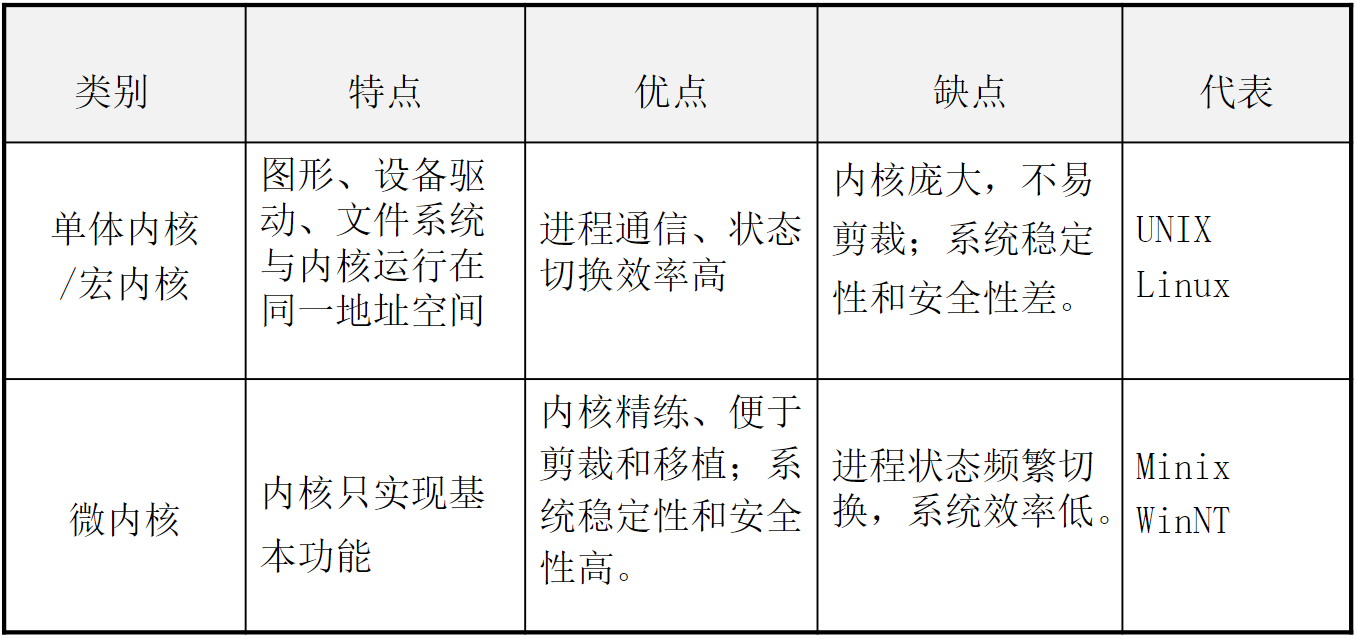 类别
特点
优点
缺点
代表
单体内核
/宏内核
图形、设备驱
动、文件系统
与内核运行在
同一地址空间
进程通信、状态
切换效率高
内核庞大，不易
剪裁；系统稳定
性和安全性差。
UNIX
Linux
微内核
内核只实现基
本功能
内核精练、便于
剪裁和移植；系
统稳定性和安全
性高。
进程状态频繁切
换，系统效率低。
Minix
WinNT